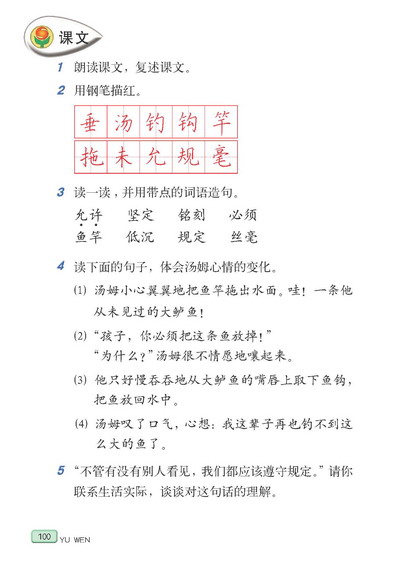 课文
1 朗读课文，复述课文。
2 用钢笔描红。
垂 汤 钓 钩 竿
拖 未 允 规 毫
3 读一读，并用带点的词语造句。
允许 坚定 铭刻 必须
鱼竿 低沉 规定 丝毫
4 读下面的句子，体会汤姆心情的变化。
(1) 汤姆小心翼翼地把鱼竿拖出水面。哇！一条他
从未见过的大鲈鱼！
(2)“孩子，你必须把这条鱼放掉！”
“为什么？”汤姆很不情愿地嚷起来。
(3) 他只好慢吞吞地从大鲈鱼的嘴唇上取下鱼钩，
把鱼放回水中。
(4) 汤姆叹了口气，心想：我这辈子再也钓不到这
么大的鱼了。
5 “不管有没有别人看见，我们都应该遵守规定。”请你
联系生活实际，谈谈对这句话的理解。
100 YU WEN